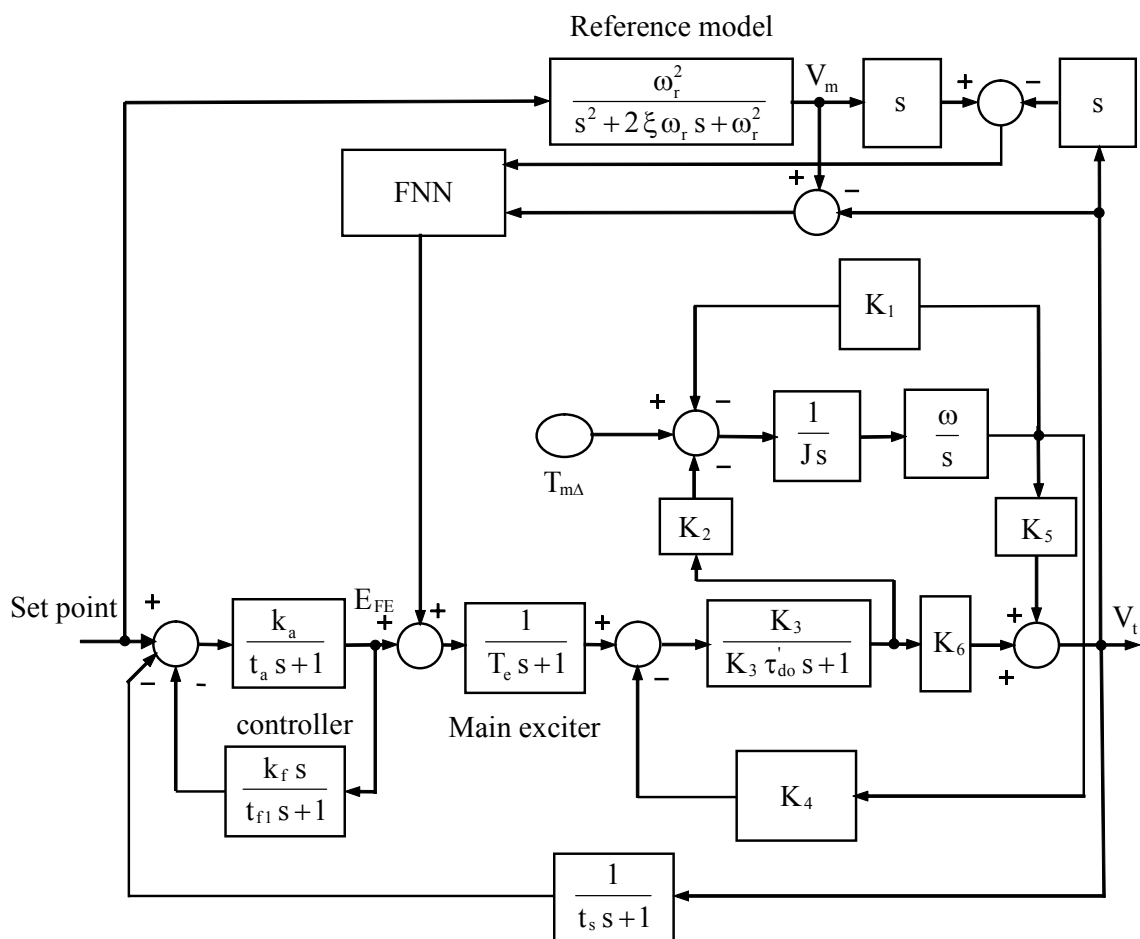 Reference model
ω_r^2 / (s^2 + 2 ξ ω_r s + ω_r^2)
V_m
s
+
−
s
FNN
+
−
K_1
+
−
1 / (J s)
ω / s
T_mΔ
−
K_2
K_5
Set point
+
k_a / (t_a s + 1)
E_FE
+
+
1 / (T_e s + 1)
+
K_3 / (K_3 τ'_do s + 1)
K_6
+
V_t
−
-
−
+
controller
Main exciter
k_f s / (t_f1 s + 1)
K_4
1 / (t_s s + 1)